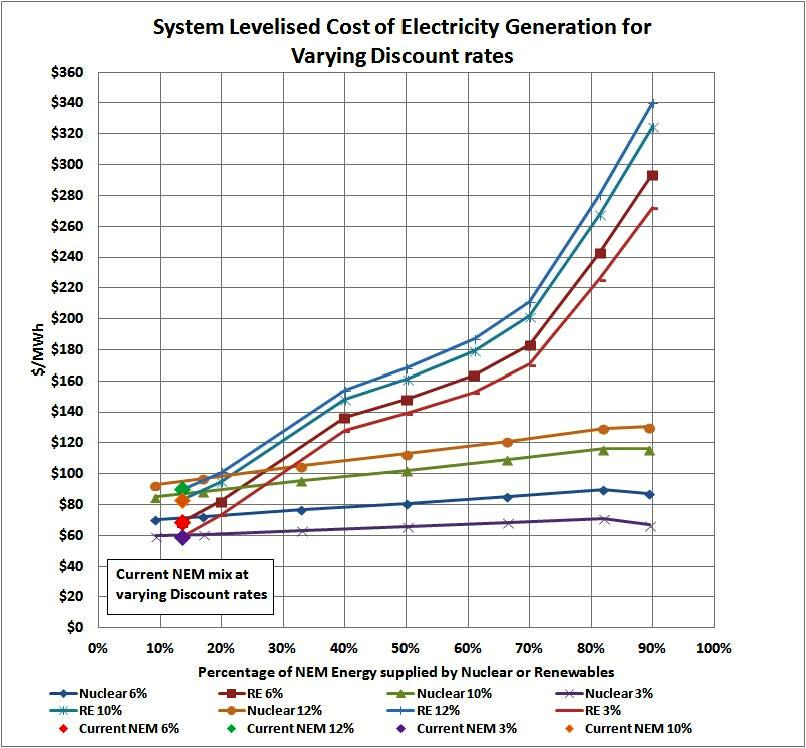 System Levelised Cost of Electricity Generation for
Varying Discount rates
$360
$340
$320
$300
$280
$260
$240
$220
$200
$180
$160
$140
$120
$100
$80
$60
$40
$20
$0
$/MWh
Current NEM mix at
varying Discount rates
0% 10% 20% 30% 40% 50% 60% 70% 80% 90% 100%
Percentage of NEM Energy supplied by Nuclear or Renewables
Nuclear 6% RE 6% Nuclear 10% Nuclear 3%
RE 10% Nuclear 12% RE 12% RE 3%
Current NEM 6% Current NEM 12% Current NEM 3% Current NEM 10%